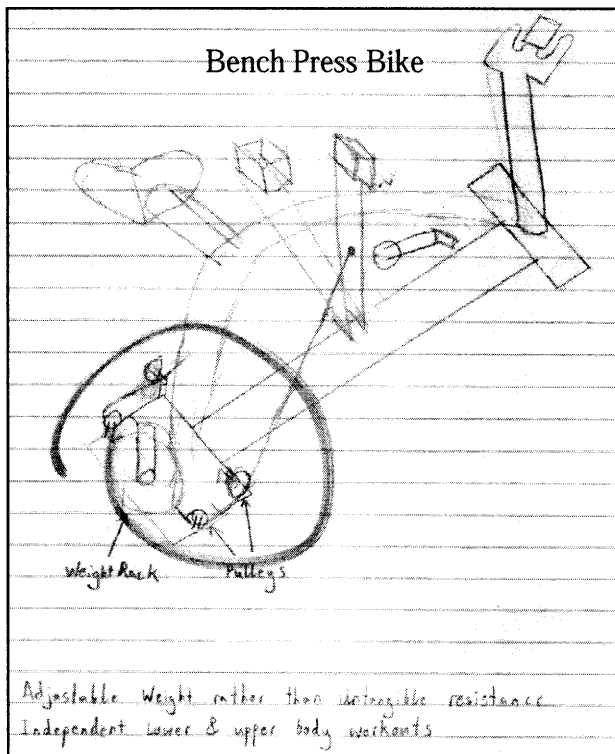 Bench Press Bike
Weight Rack
Pulleys
Adjustable Weight rather than intangible resistance
Independent Lower & upper body workouts